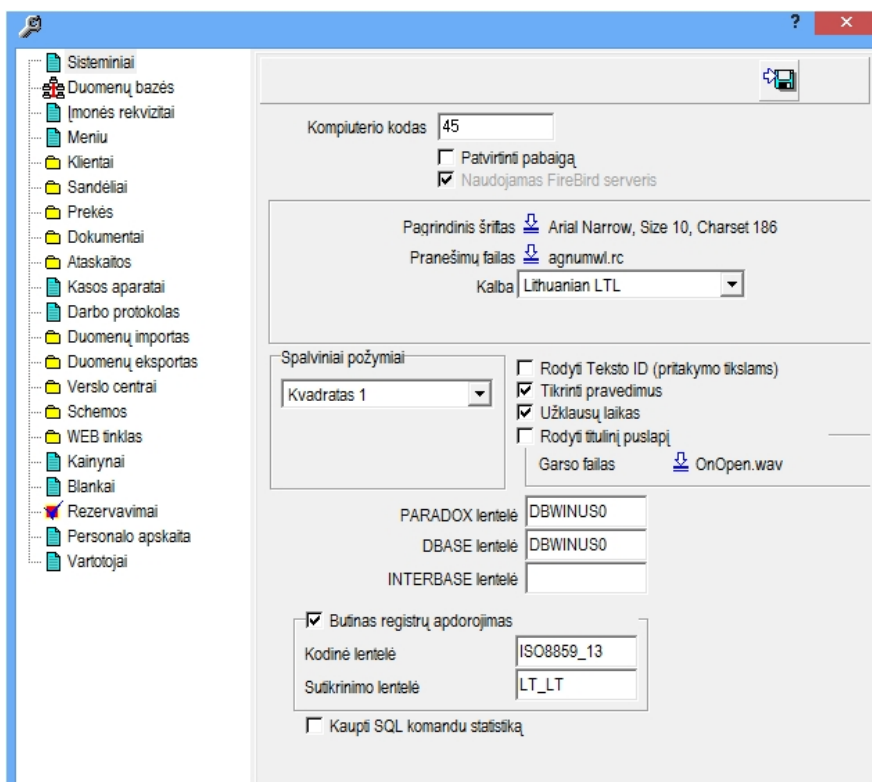 ?
Sisteminiai
Duomenų bazės
Įmonės rekvizitai
Meniu
Klientai
Sandėliai
Prekės
Dokumentai
Ataskaitos
Kasos aparatai
Darbo protokolas
Duomenų importas
Duomenų eksportas
Verslo centrai
Schemos
WEB tinklas
Kainynai
Blankai
Rezervavimai
Personalo apskaita
Vartotojai
Kompiuterio kodas 45
Patvirtinti pabaigą
Naudojamas FireBird serveris
Pagrindinis šriftas Arial Narrow, Size 10, Charset 186
Pranešimų failas agnumwl.rc
Kalba Lithuanian LTL
Spalviniai požymiai
Kvadratas 1
Rodyti Teksto ID (pritakymo tikslams)
Tikrinti pravedimus
Užklausų laikas
Rodyti titulinį puslapį
Garso failas OnOpen.wav
PARADOX lentelė DBWINUS0
DBASE lentelė DBWINUS0
INTERBASE lentelė
Butinas registrų apdorojimas
Kodinė lentelė ISO8859_13
Sutikrinimo lentelė LT_LT
Kaupti SQL komandu statistiką